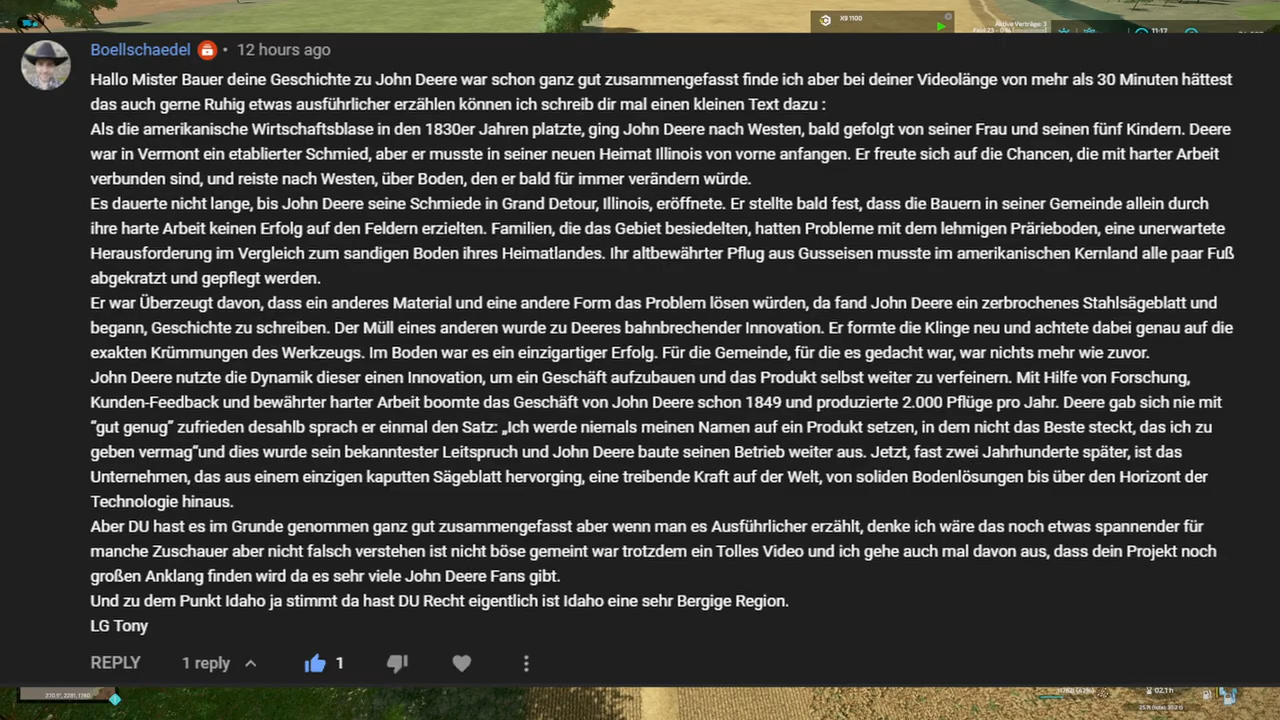 X9 1100
Aktive Verträge: 3
11:17
Boellschaedel • 12 hours ago
Hallo Mister Bauer deine Geschichte zu John Deere war schon ganz gut zusammengefasst finde ich aber bei deiner Videolänge von mehr als 30 Minuten hättest
das auch gerne Ruhig etwas ausführlicher erzählen können ich schreib dir mal einen kleinen Text dazu :
Als die amerikanische Wirtschaftsblase in den 1830er Jahren platzte, ging John Deere nach Westen, bald gefolgt von seiner Frau und seinen fünf Kindern. Deere
war in Vermont ein etablierter Schmied, aber er musste in seiner neuen Heimat Illinois von vorne anfangen. Er freute sich auf die Chancen, die mit harter Arbeit
verbunden sind, und reiste nach Westen, über Boden, den er bald für immer verändern würde.
Es dauerte nicht lange, bis John Deere seine Schmiede in Grand Detour, Illinois, eröffnete. Er stellte bald fest, dass die Bauern in seiner Gemeinde allein durch
ihre harte Arbeit keinen Erfolg auf den Feldern erzielten. Familien, die das Gebiet besiedelten, hatten Probleme mit dem lehmigen Prärieboden, eine unerwartete
Herausforderung im Vergleich zum sandigen Boden ihres Heimatlandes. Ihr altbewährter Pflug aus Gusseisen musste im amerikanischen Kernland alle paar Fuß
abgekratzt und gepflegt werden.
Er war Überzeugt davon, dass ein anderes Material und eine andere Form das Problem lösen würden, da fand John Deere ein zerbrochenes Stahlsägeblatt und
begann, Geschichte zu schreiben. Der Müll eines anderen wurde zu Deeres bahnbrechender Innovation. Er formte die Klinge neu und achtete dabei genau auf die
exakten Krümmungen des Werkzeugs. Im Boden war es ein einzigartiger Erfolg. Für die Gemeinde, für die es gedacht war, war nichts mehr wie zuvor.
John Deere nutzte die Dynamik dieser einen Innovation, um ein Geschäft aufzubauen und das Produkt selbst weiter zu verfeinern. Mit Hilfe von Forschung,
Kunden-Feedback und bewährter harter Arbeit boomte das Geschäft von John Deere schon 1849 und produzierte 2.000 Pflüge pro Jahr. Deere gab sich nie mit
“gut genug” zufrieden desahlb sprach er einmal den Satz: „Ich werde niemals meinen Namen auf ein Produkt setzen, in dem nicht das Beste steckt, das ich zu
geben vermag“und dies wurde sein bekanntester Leitspruch und John Deere baute seinen Betrieb weiter aus. Jetzt, fast zwei Jahrhunderte später, ist das
Unternehmen, das aus einem einzigen kaputten Sägeblatt hervorging, eine treibende Kraft auf der Welt, von soliden Bodenlösungen bis über den Horizont der
Technologie hinaus.
Aber DU hast es im Grunde genommen ganz gut zusammengefasst aber wenn man es Ausführlicher erzählt, denke ich wäre das noch etwas spannender für
manche Zuschauer aber nicht falsch verstehen ist nicht böse gemeint war trotzdem ein Tolles Video und ich gehe auch mal davon aus, dass dein Projekt noch
großen Anklang finden wird da es sehr viele John Deere Fans gibt.
Und zu dem Punkt Idaho ja stimmt da hast DU Recht eigentlich ist Idaho eine sehr Bergige Region.
LG Tony
REPLY 1 reply 1